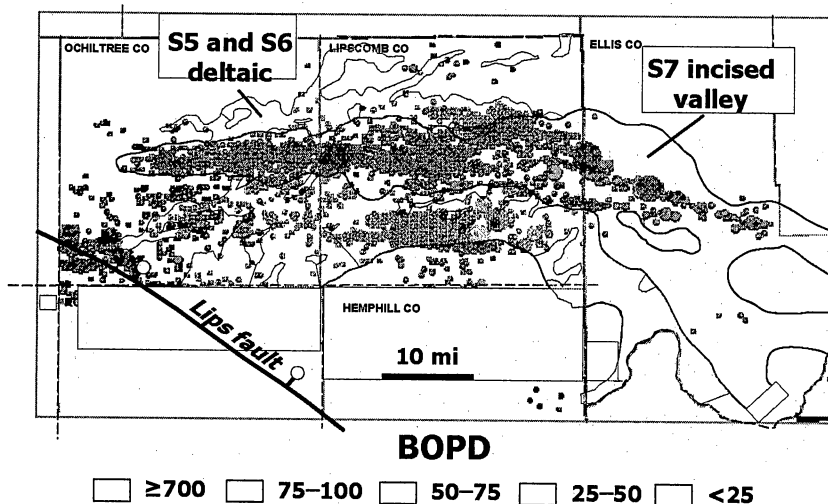 OCHILTREE CO
S5 and S6
deltaic
LIPSCOMB CO
ELLIS CO
S7 incised
valley
Lips fault
HEMPHILL CO
10 mi
BOPD
≥700
75–100
50–75
25–50
<25